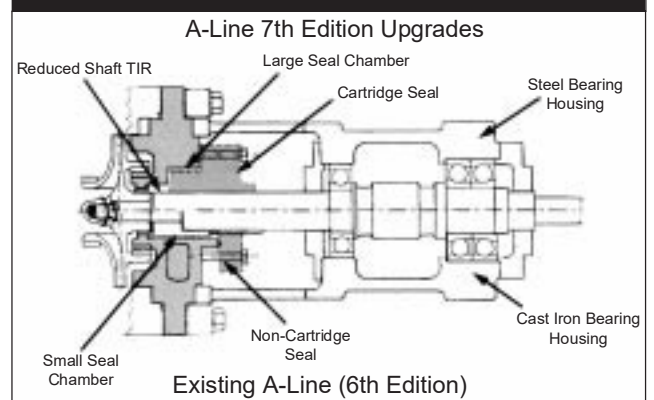 A-Line 7th Edition Upgrades
Large Seal Chamber
Reduced Shaft TIR
Cartridge Seal
Steel Bearing
Housing
Cast Iron Bearing
Housing
Non-Cartridge
Seal
Small Seal
Chamber
Existing A-Line (6th Edition)